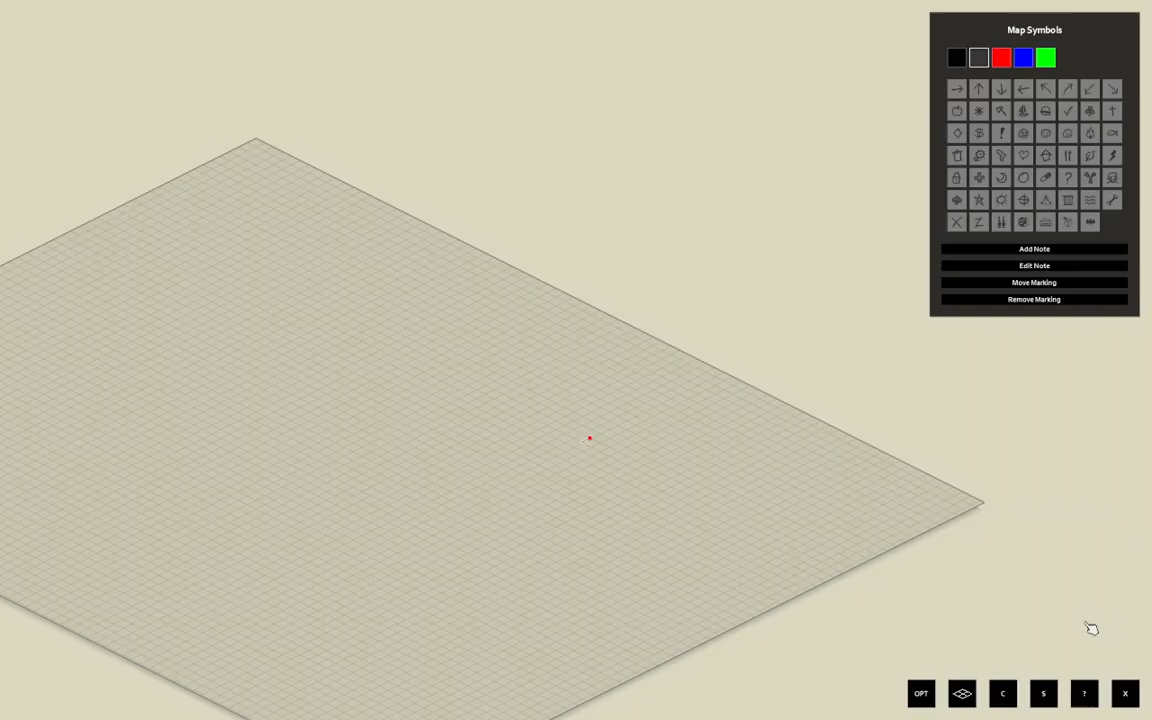 Map Symbols
Add Note
Edit Note
Move Marking
Remove Marking
OPT
C
S
?
X